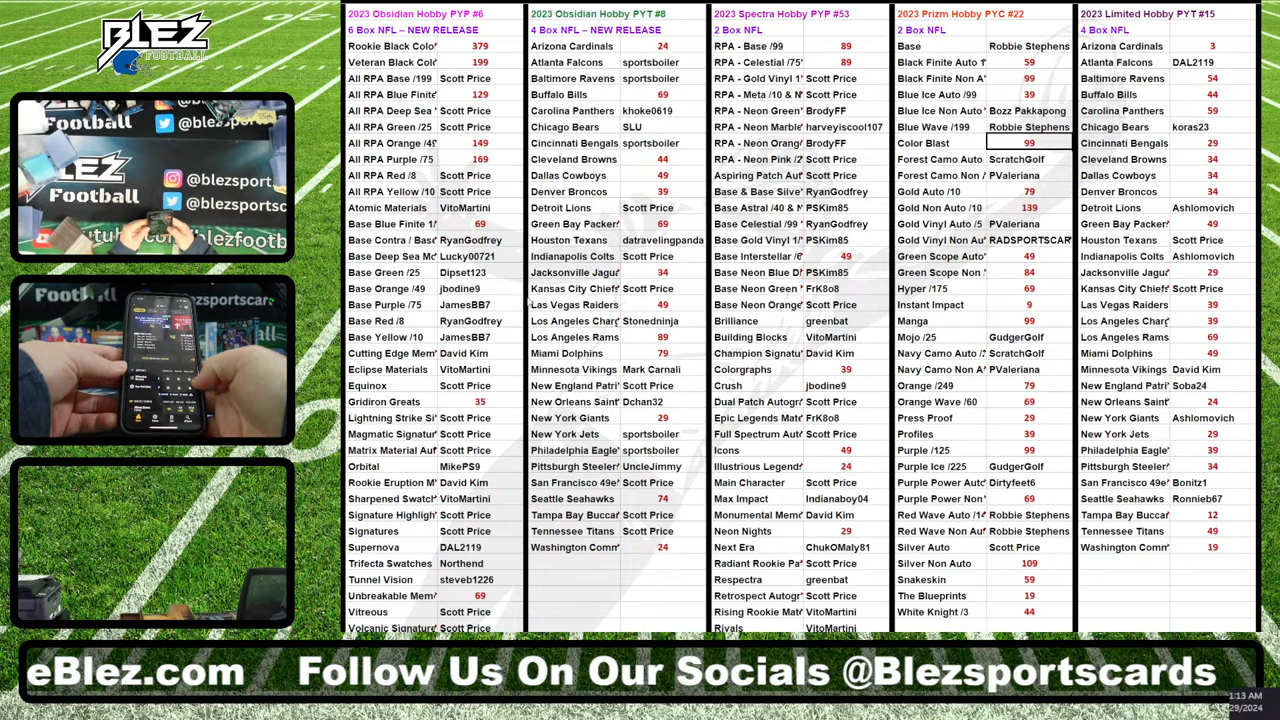 BLEZ
FOOTBALL
Football
BLEZ
Football
@blezsport
@blezsports
@blezfootb
2023 Obsidian Hobby PYP #6
6 Box NFL – NEW RELEASE
Rookie Black Colo 379
Veteran Black Col 199
All RPA Base /199 Scott Price
All RPA Blue Finite 129
All RPA Deep Sea Scott Price
All RPA Green /25 Scott Price
All RPA Orange /4 149
All RPA Purple /75 169
All RPA Red /8 Scott Price
All RPA Yellow /10 Scott Price
Atomic Materials VitoMartini
Base Blue Finite 1/ 69
Base Contra / Base RyanGodfrey
Base Deep Sea Mo Lucky00721
Base Green /25 Dipset123
Base Orange /49 jbodine9
Base Purple /75 JamesBB7
Base Red /8 RyanGodfrey
Base Yellow /10 JamesBB7
Cutting Edge Mem David Kim
Eclipse Materials VitoMartini
Equinox Scott Price
Gridiron Greats 35
Lightning Strike Si Scott Price
Magmatic Signatur Scott Price
Matrix Material Aut Scott Price
Orbital MikePS9
Rookie Eruption M David Kim
Sharpened Swatch VitoMartini
Signature Highligh Scott Price
Signatures Scott Price
Supernova DAL2119
Trifecta Swatches Northend
Tunnel Vision steveb1226
Unbreakable Mem 69
Vitreous Scott Price
Volcanic Signature Scott Price
2023 Obsidian Hobby PYT #8
4 Box NFL – NEW RELEASE
Arizona Cardinals 24
Atlanta Falcons sportsboiler
Baltimore Ravens sportsboiler
Buffalo Bills 69
Carolina Panthers khoke0619
Chicago Bears SLU
Cincinnati Bengals sportsboiler
Cleveland Browns 44
Dallas Cowboys 49
Denver Broncos 39
Detroit Lions Scott Price
Green Bay Packer 69
Houston Texans datravelingpanda
Indianapolis Colts Scott Price
Jacksonville Jagu 34
Kansas City Chiefs Scott Price
Las Vegas Raiders 49
Los Angeles Char Stonedninja
Los Angeles Rams 89
Miami Dolphins 79
Minnesota Vikings Mark Carnali
New England Patri Scott Price
New Orleans Saint Dchan32
New York Giants 29
New York Jets sportsboiler
Philadelphia Eagle sportsboiler
Pittsburgh Steeler UncleJimmy
San Francisco 49e Scott Price
Seattle Seahawks 74
Tampa Bay Bucca Scott Price
Tennessee Titans Scott Price
Washington Comm 24
2023 Spectra Hobby PYP #53
2 Box NFL
RPA - Base /99 89
RPA - Celestial /75 89
RPA - Gold Vinyl 1 Scott Price
RPA - Meta /10 & N Scott Price
RPA - Neon Green BrodyFF
RPA - Neon Marble harveyiscool107
RPA - Neon Orang BrodyFF
RPA - Neon Pink /2 Scott Price
Aspiring Patch Aut Scott Price
Base & Base Silve RyanGodfrey
Base Astral /40 & N PSKim85
Base Celestial /99 RyanGodfrey
Base Gold Vinyl 1/ PSKim85
Base Interstellar /6 49
Base Neon Blue D PSKim85
Base Neon Green FrK8o8
Base Neon Orange Scott Price
Brilliance greenbat
Building Blocks VitoMartini
Champion Signatu David Kim
Colorgraphs 39
Crush jbodine9
Dual Patch Autogr Scott Price
Epic Legends Mate FrK8o8
Full Spectrum Aut Scott Price
Icons 49
Illustrious Legend 24
Main Character Scott Price
Max Impact Indianaboy04
Monumental Memo David Kim
Neon Nights 29
Next Era ChukOMaly81
Radiant Rookie Pa Scott Price
Respectra greenbat
Retrospect Autogr Scott Price
Rising Rookie Mat VitoMartini
Rivals VitoMartini
2023 Prizm Hobby PYC #22
2 Box NFL
Base Robbie Stephens
Black Finite Auto 1 59
Black Finite Non A 99
Blue Ice Auto /99 39
Blue Ice Non Auto Bozz Pakkapong
Blue Wave /199 Robbie Stephens
Color Blast 99
Forest Camo Auto ScratchGolf
Forest Camo Non / PValeriana
Gold Auto /10 79
Gold Non Auto /10 139
Gold Vinyl Auto /5 PValeriana
Gold Vinyl Non Au RADSPORTSCAR
Green Scope Auto 49
Green Scope Non 84
Hyper /175 69
Instant Impact 9
Manga 99
Mojo /25 GudgerGolf
Navy Camo Auto /2 ScratchGolf
Navy Camo Non A PValeriana
Orange /249 79
Orange Wave /60 69
Press Proof 29
Profiles 39
Purple /125 99
Purple Ice /225 GudgerGolf
Purple Power Auto Dirtyfeet6
Purple Power Non 69
Red Wave Auto /14 Robbie Stephens
Red Wave Non Aut Robbie Stephens
Silver Auto Scott Price
Silver Non Auto 109
Snakeskin 59
The Blueprints 19
White Knight /3 44
2023 Limited Hobby PYT #15
4 Box NFL
Arizona Cardinals 3
Atlanta Falcons DAL2119
Baltimore Ravens 54
Buffalo Bills 44
Carolina Panthers 59
Chicago Bears koras23
Cincinnati Bengals 29
Cleveland Browns 34
Dallas Cowboys 34
Denver Broncos 34
Detroit Lions Ashlomovich
Green Bay Packer 49
Houston Texans Scott Price
Indianapolis Colts Ashlomovich
Jacksonville Jagu 29
Kansas City Chiefs Scott Price
Las Vegas Raiders 39
Los Angeles Char 39
Los Angeles Rams 69
Miami Dolphins 49
Minnesota Vikings David Kim
New England Patri Soba24
New Orleans Saint 24
New York Giants Ashlomovich
New York Jets 29
Philadelphia Eagle 39
Pittsburgh Steeler 34
San Francisco 49e Bonitz1
Seattle Seahawks Ronnieb67
Tampa Bay Buccar 12
Tennessee Titans 49
Washington Comm 19
eBlez.com Follow Us On Our Socials @Blezsportscards
1:13 AM
/29/2024